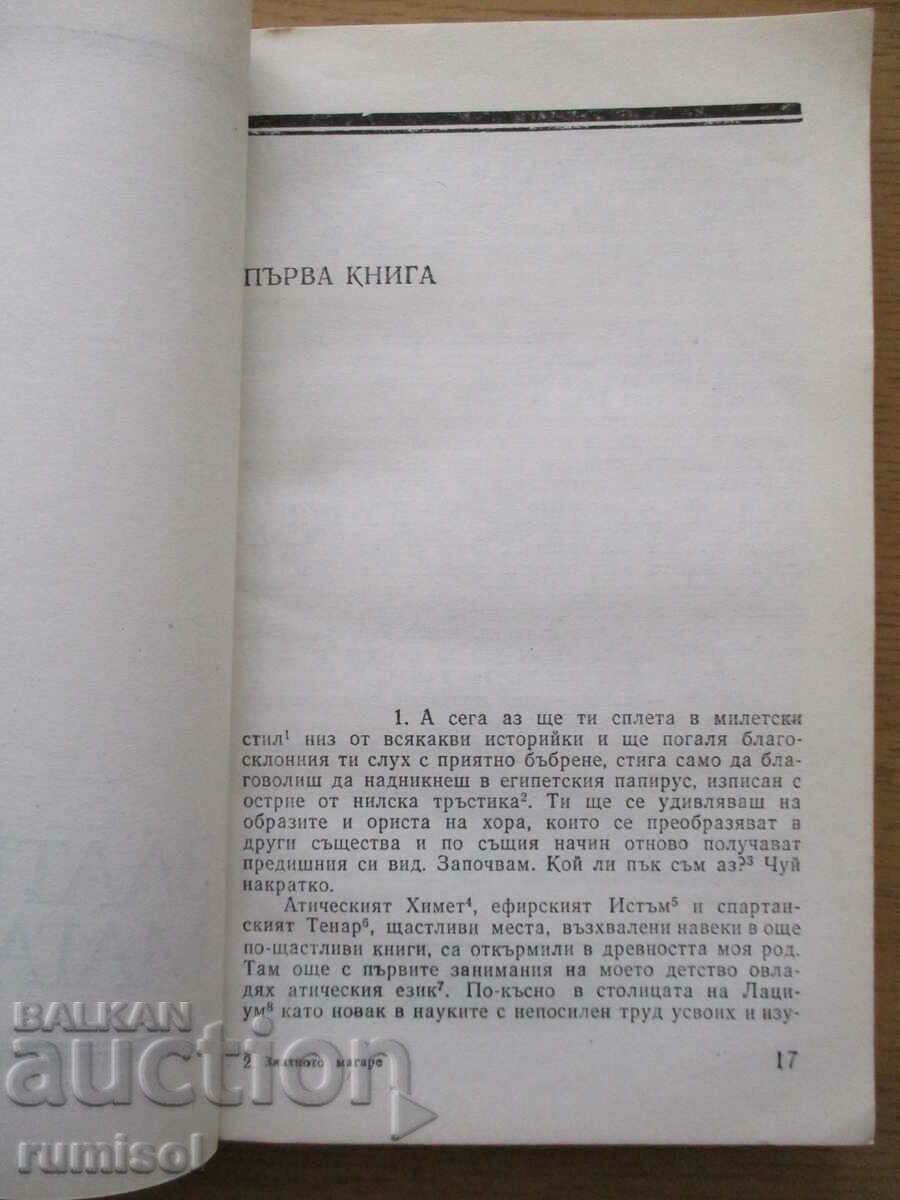 ПЪРВА КНИГА
1. А сега аз ще ти сплета в милетски
стил¹ низ от всякакви историйки и ще погаля благо-
склонния ти слух с приятно бъбрене, стига само да бла-
говолиш да надникнеш в египетския папирус, изписан с
острие от нилска тръстика². Ти ще се удивляваш на
образите и ориста на хора, които се преобразяват в
други същества и по същия начин отново получават
предишния си вид. Започвам. Кой ли пък съм аз?³ Чуй
накратко.
Атическият Химет⁴, ефирският Истъм⁵ и спартан-
ският Тенар⁶, щастливи места, възхвалени навеки в още
по-щастливи книги, са откърмили в древността моя род.
Там още с първите занимания на моето детство овла-
дях атическия език⁷. По-късно в столицата на Лаци-
ум⁸ като новак в науките с непосилен труд усвоих и изу-
2 Златното магаре 17
BALKAN
auction
rumisol